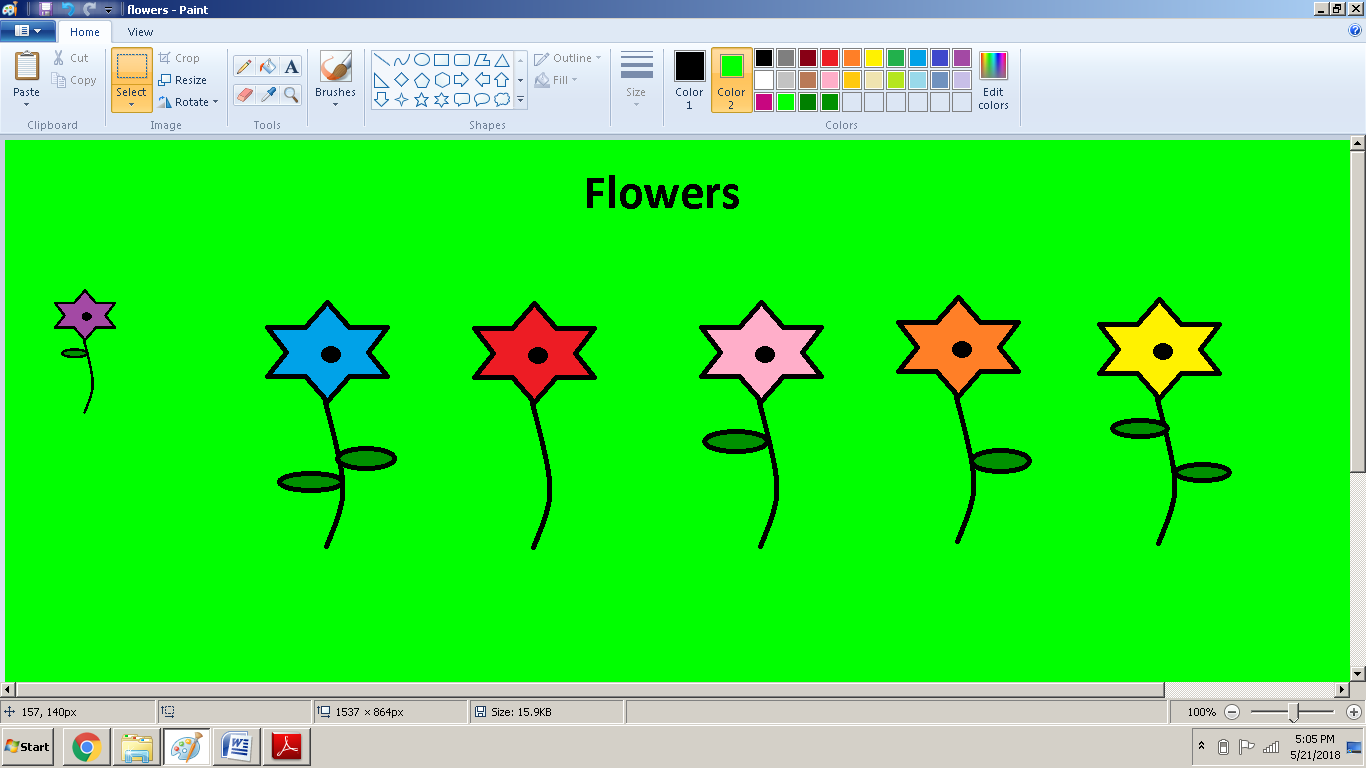 flowers - Paint
Home View
Paste
Cut
Copy
Clipboard
Select
Crop
Resize
Rotate
Image
A
Tools
Brushes
Outline
Fill
Shapes
Size
Color 1
Color 2
Edit colors
Colors
Flowers
157, 140px
1537 × 864px
Size: 15.9KB
100%
Start
W
5:05 PM
5/21/2018